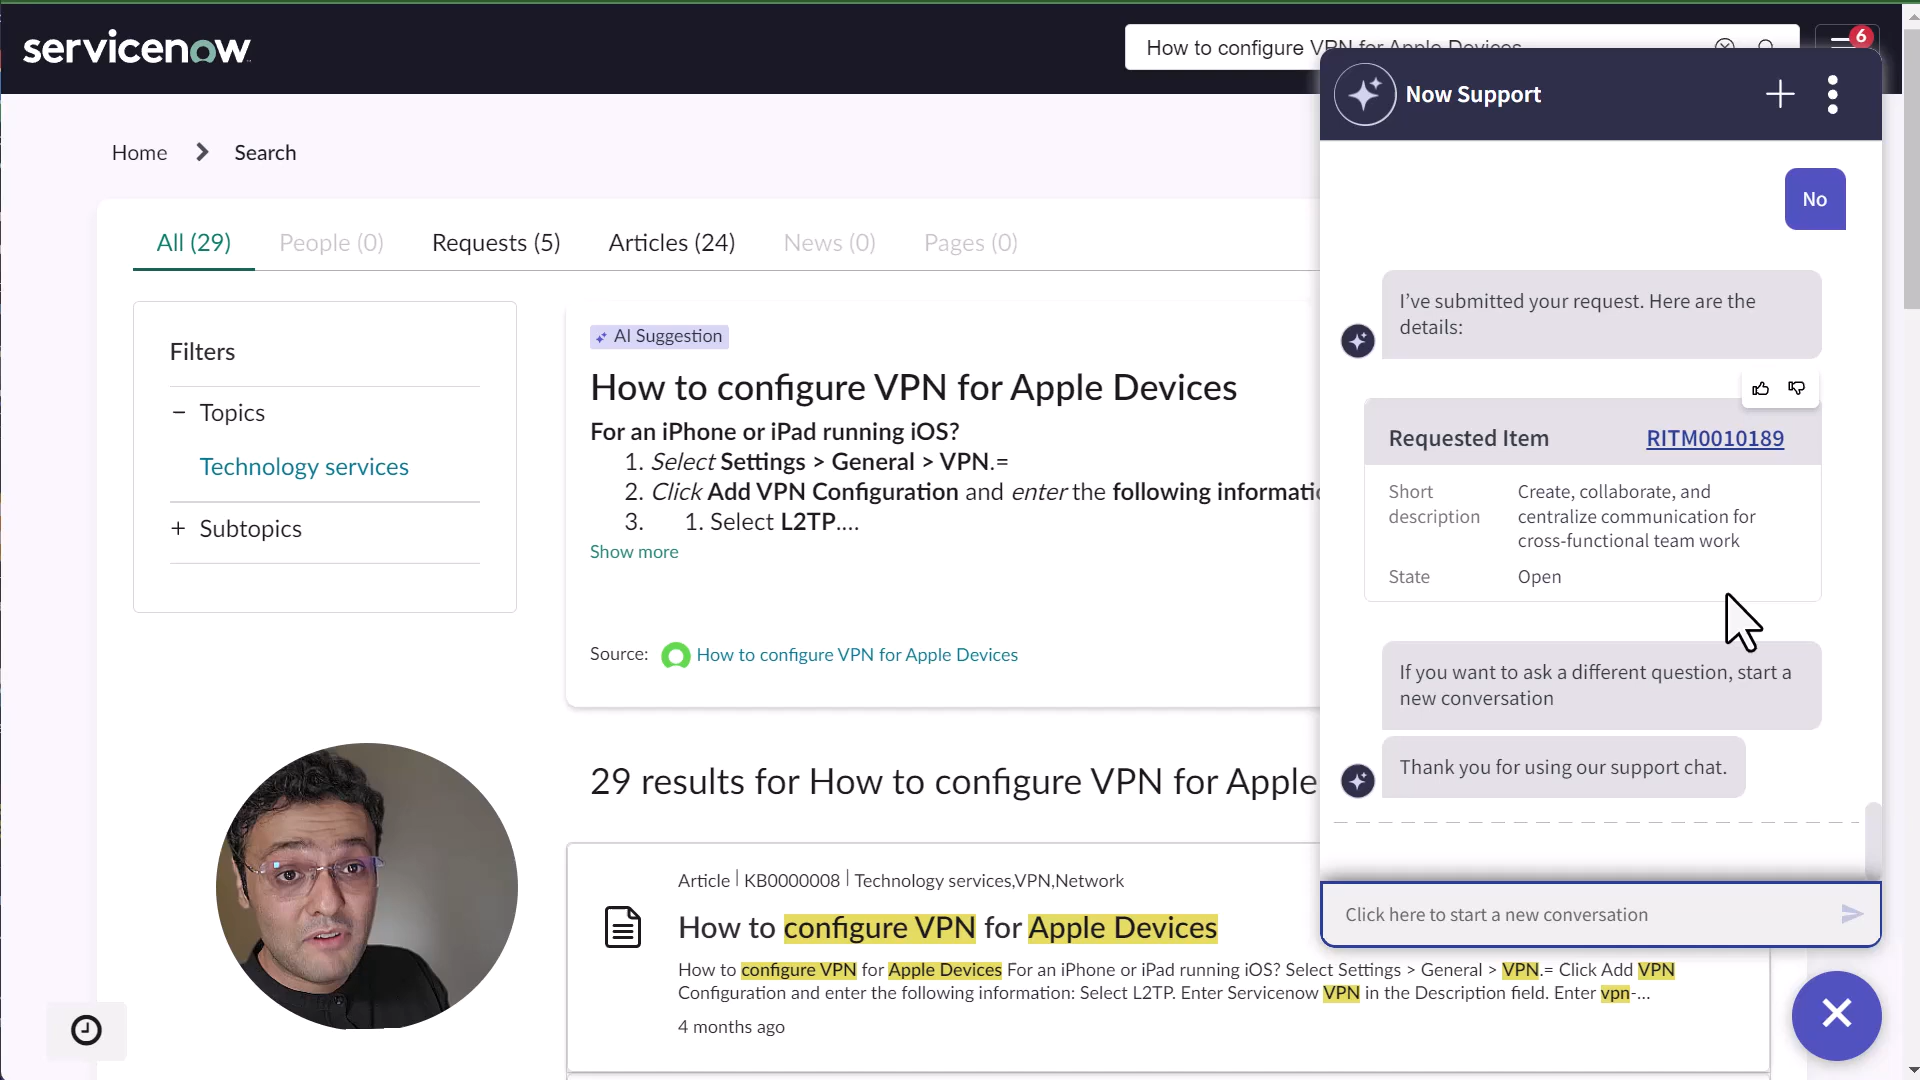 servicenow
How to configure VPN for Apple Devices
6
Home
Search
All (29)
People (0)
Requests (5)
Articles (24)
News (0)
Pages (0)
Filters
− Topics
Technology services
+ Subtopics
AI Suggestion
How to configure VPN for Apple Devices
For an iPhone or iPad running iOS?
1. Select Settings > General > VPN.=
2. Click Add VPN Configuration and enter the following informatio
3. 1. Select L2TP....
Show more
Source: How to configure VPN for Apple Devices
29 results for How to configure VPN for Apple
Article | KB0000008 | Technology services,VPN,Network
How to configure VPN for Apple Devices
How to configure VPN for Apple Devices For an iPhone or iPad running iOS? Select Settings > General > VPN.= Click Add VPN
Configuration and enter the following information: Select L2TP. Enter Servicenow VPN in the Description field. Enter vpn-...
4 months ago
Now Support
No
I've submitted your request. Here are the
details:
Requested Item
RITM0010189
Short
description
Create, collaborate, and
centralize communication for
cross-functional team work
State
Open
If you want to ask a different question, start a
new conversation
Thank you for using our support chat.
Click here to start a new conversation